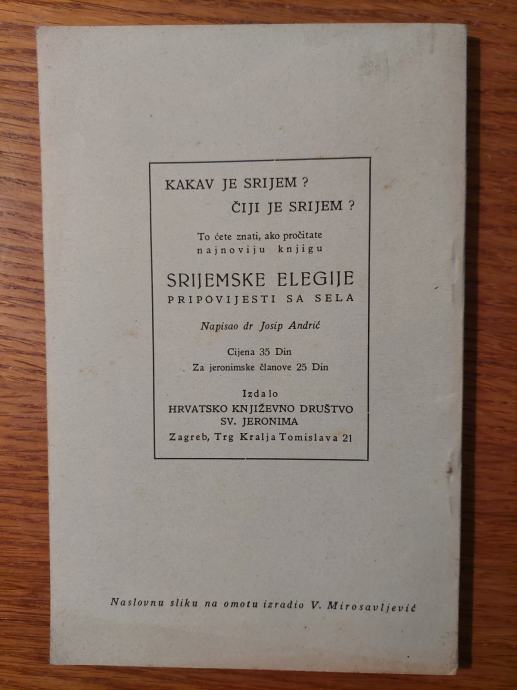 KAKAV JE SRIJEM ?
ČIJI JE SRIJEM ?
To ćete znati, ako pročitate
najnoviju knjigu
SRIJEMSKE ELEGIJE
PRIPOVIJESTI SA SELA
Napisao dr Josip Andrić
Cijena 35 Din
Za jeronimske članove 25 Din
Izdalo
HRVATSKO KNJIŽEVNO DRUŠTVO
SV. JERONIMA
Zagreb, Trg Kralja Tomislava 21
Naslovnu sliku na omotu izradio V. Mirosavljević